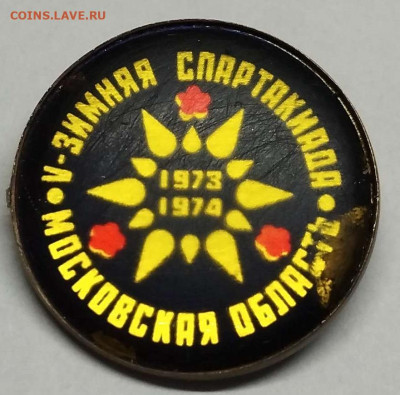 COINS.LAVE.RU
Л-ЗИМНЯЯ СПАРТАКИАДА
1973
1974
МОСКОВСКАЯ ОБЛАСТЬ